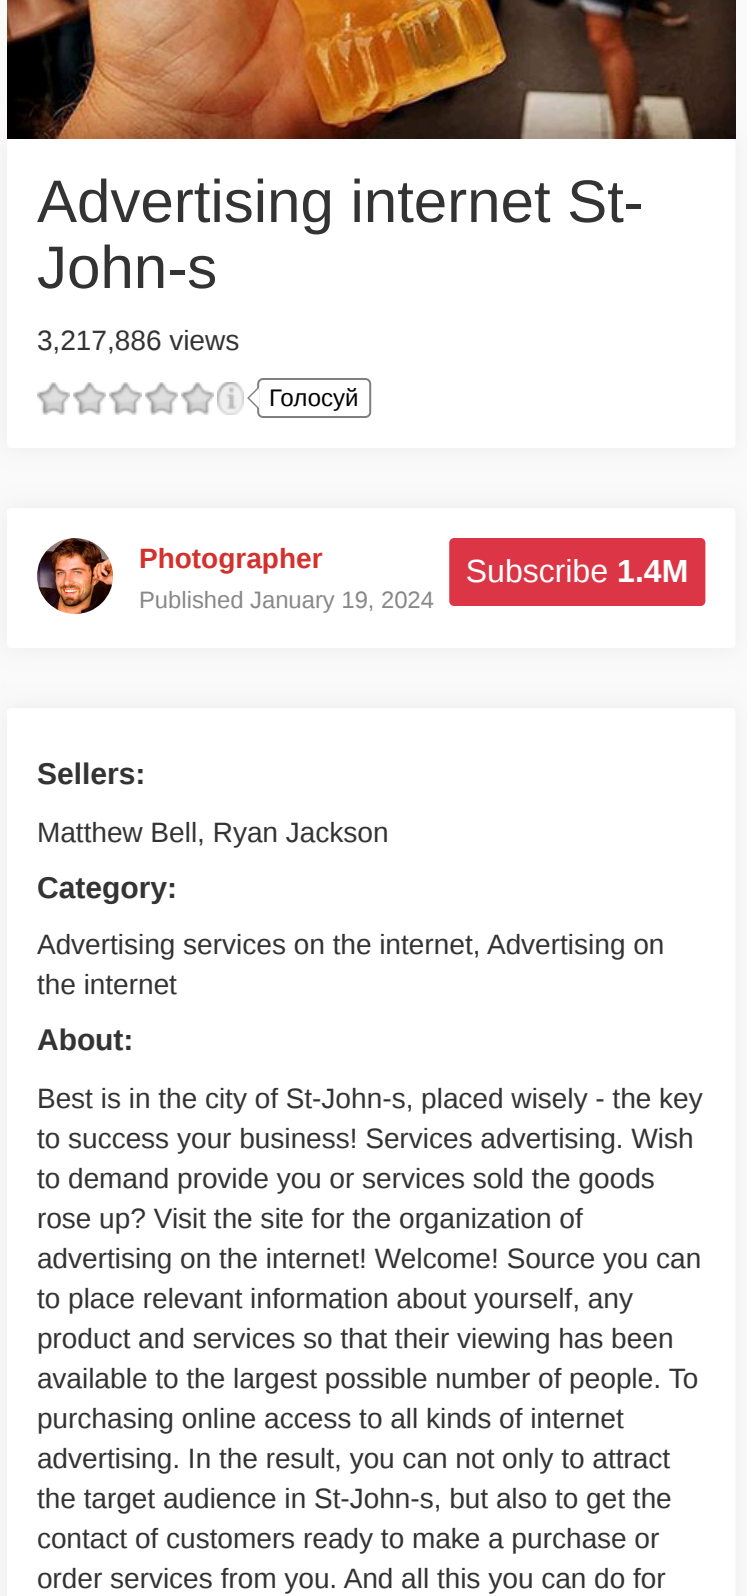 Advertising internet St-
John-s
3,217,886 views
Голосуй
Photographer
Published January 19, 2024
Subscribe 1.4M
Sellers:
Matthew Bell, Ryan Jackson
Category:
Advertising services on the internet, Advertising on
the internet
About:
Best is in the city of St-John-s, placed wisely - the key
to success your business! Services advertising. Wish
to demand provide you or services sold the goods
rose up? Visit the site for the organization of
advertising on the internet! Welcome! Source you can
to place relevant information about yourself, any
product and services so that their viewing has been
available to the largest possible number of people. To
purchasing online access to all kinds of internet
advertising. In the result, you can not only to attract
the target audience in St-John-s, but also to get the
contact of customers ready to make a purchase or
order services from you. And all this you can do for